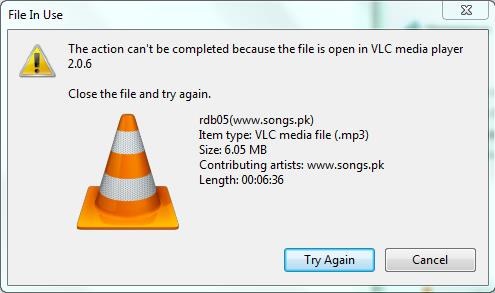 File In Use
The action can't be completed because the file is open in VLC media player
2.0.6
Close the file and try again.
rdb05(www.songs.pk)
Item type: VLC media file (.mp3)
Size: 6.05 MB
Contributing artists: www.songs.pk
Length: 00:06:36
Try Again
Cancel